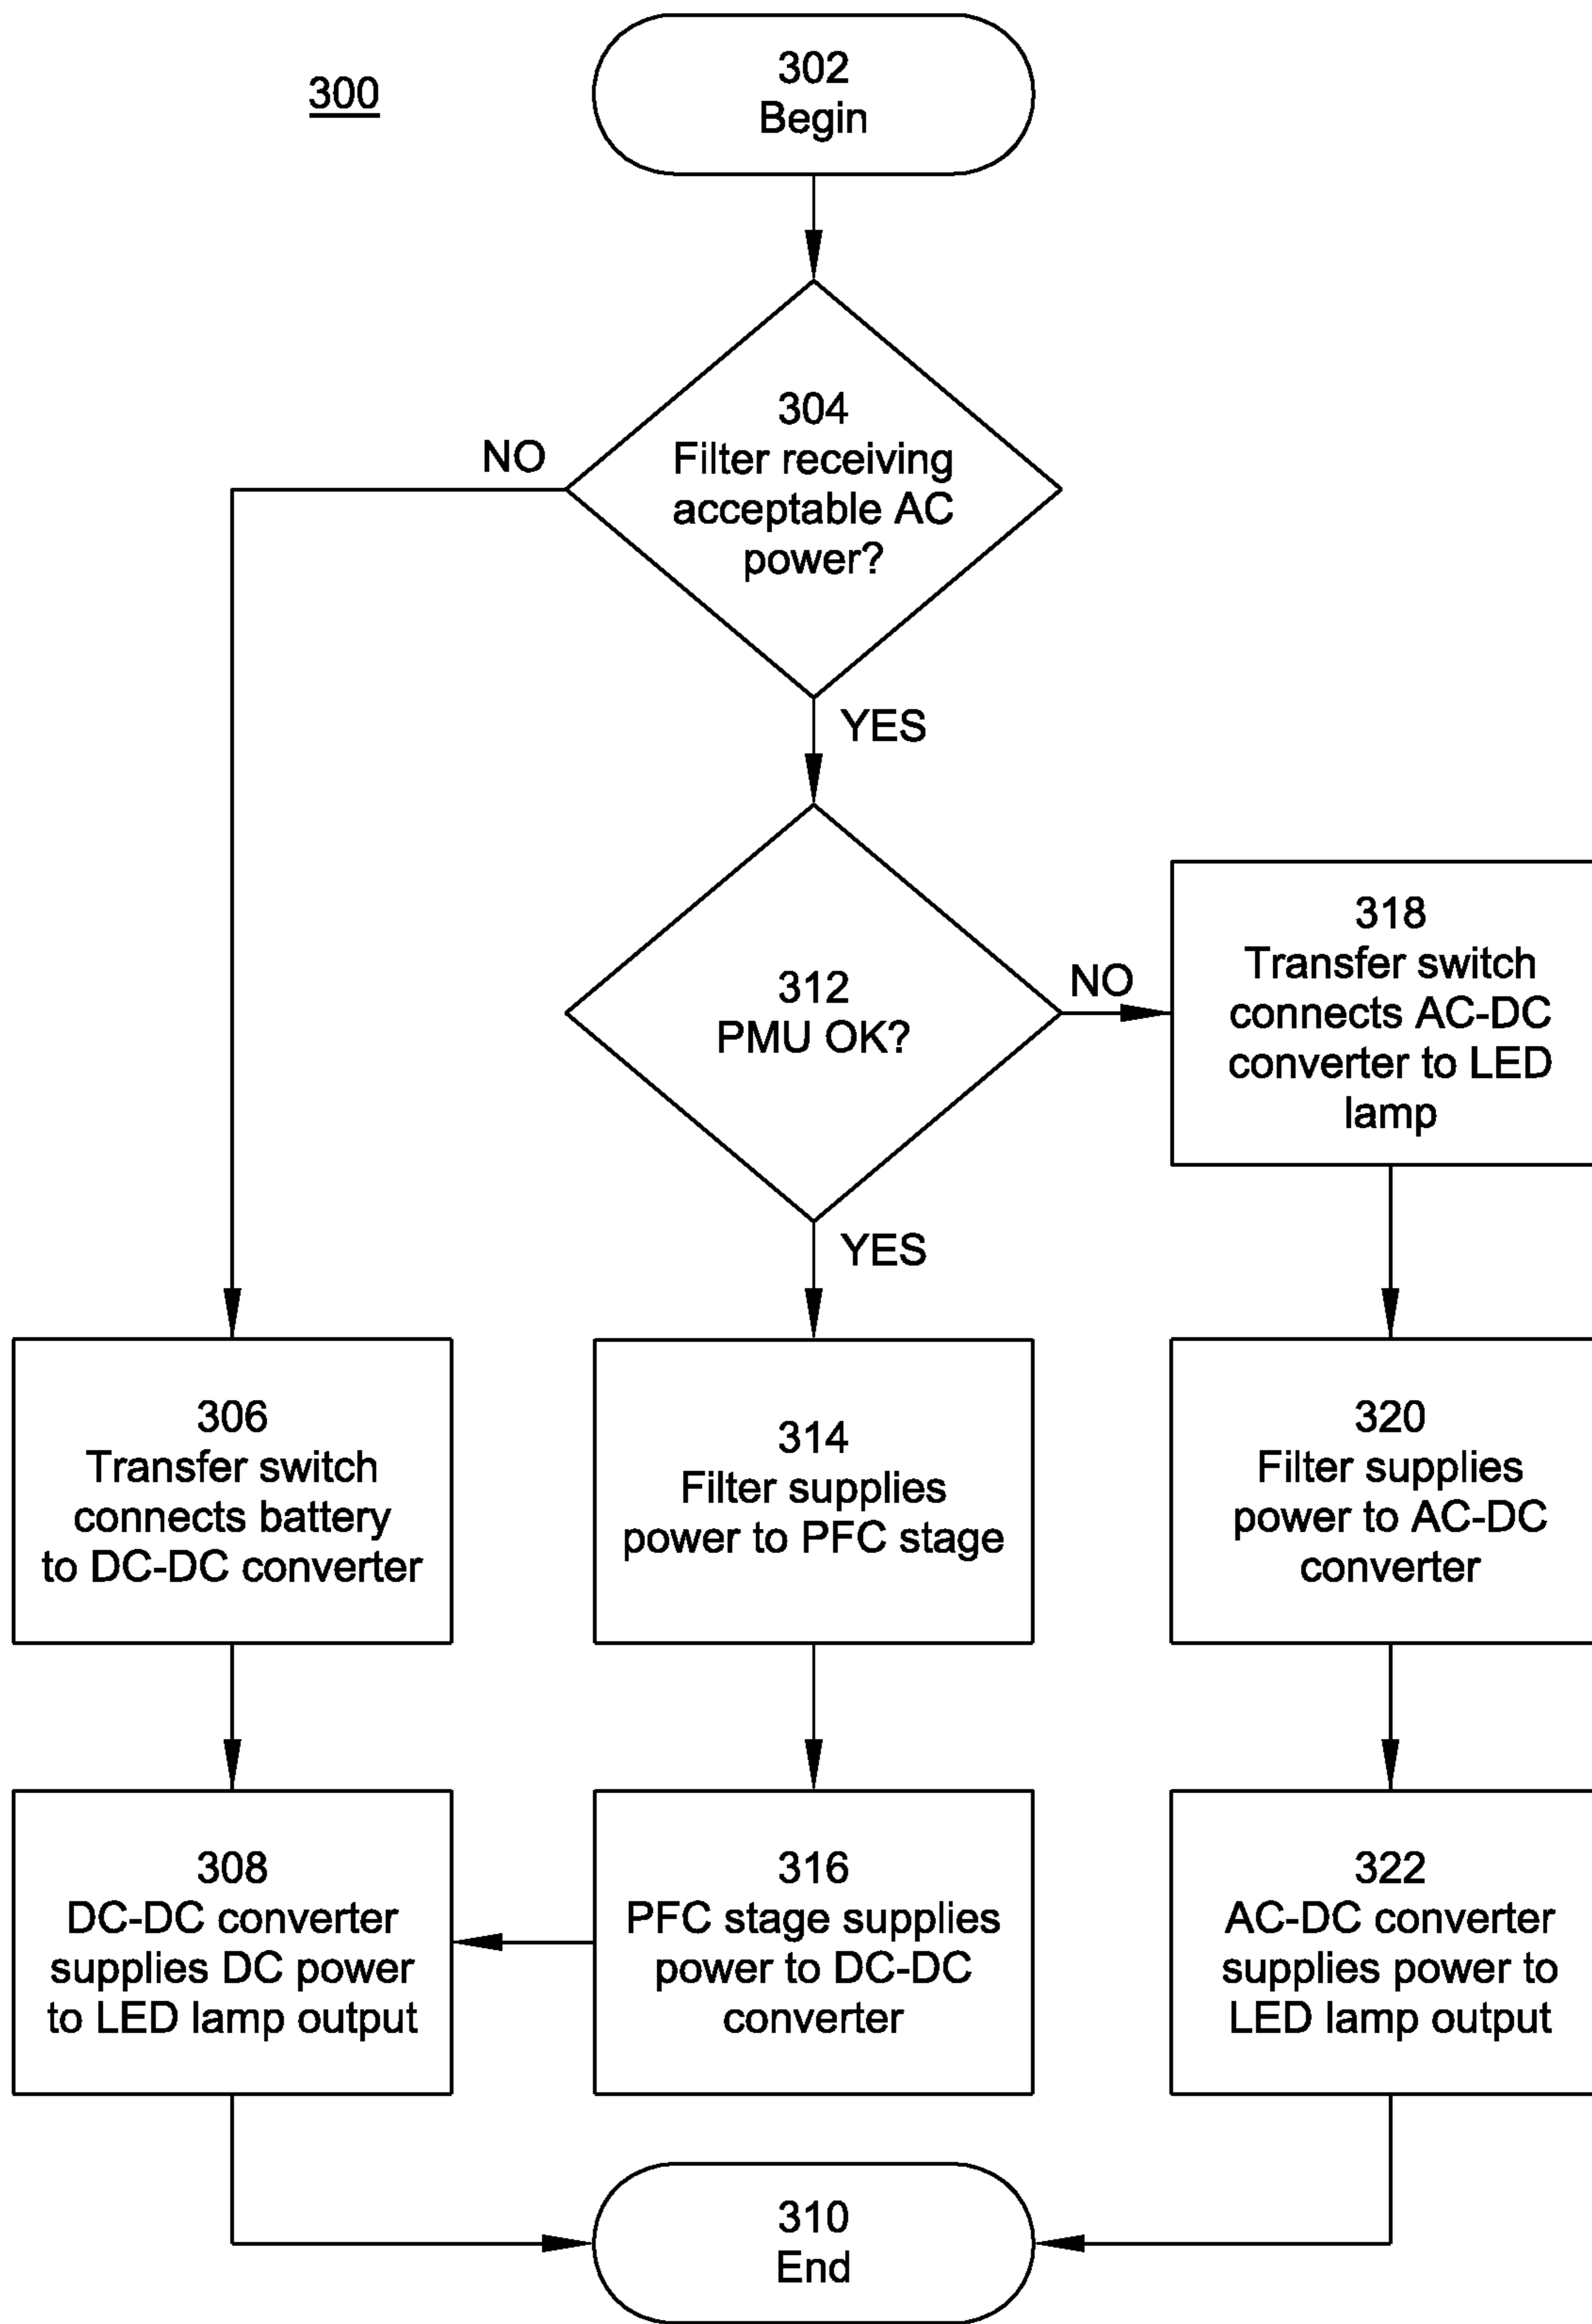 300
302
Begin
304
Filter receiving
acceptable AC
power?
NO
YES
312
PMU OK?
NO
YES
318
Transfer switch
connects AC-DC
converter to LED
lamp
306
Transfer switch
connects battery
to DC-DC converter
314
Filter supplies
power to PFC stage
320
Filter supplies
power to AC-DC
converter
308
DC-DC converter
supplies DC power
to LED lamp output
316
PFC stage supplies
power to DC-DC
converter
322
AC-DC converter
supplies power to
LED lamp output
310
End